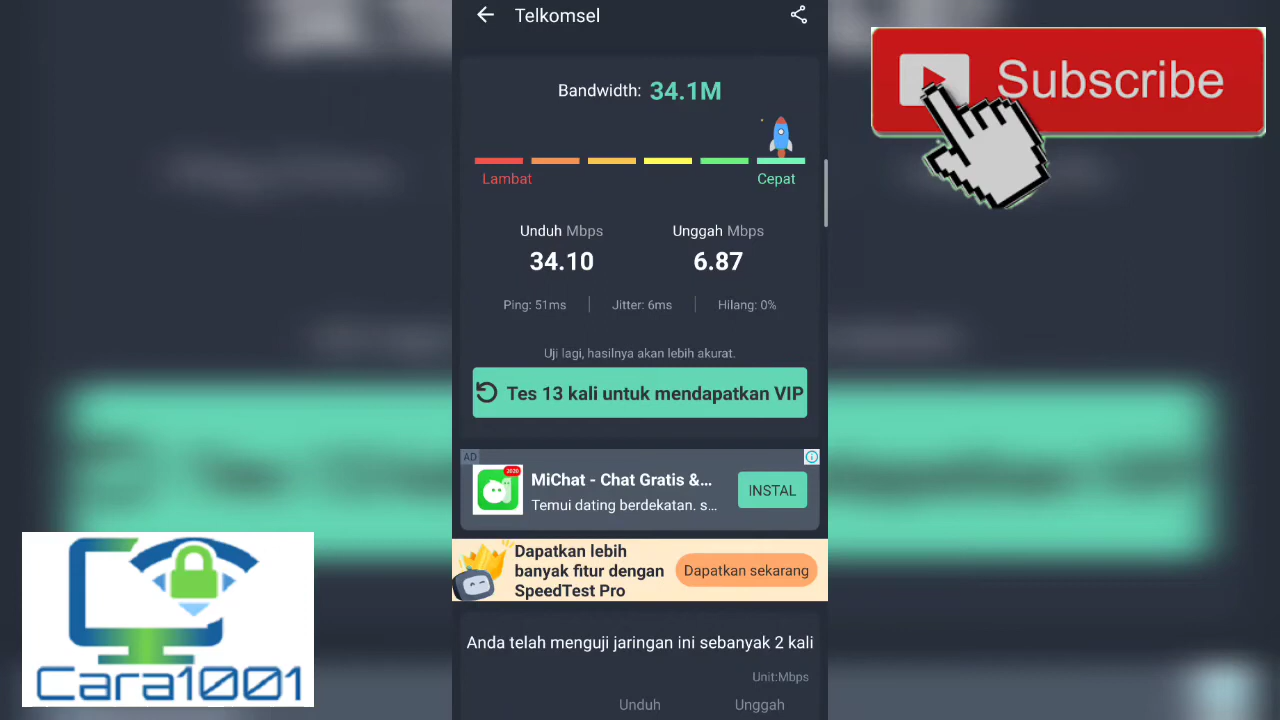 Telkomsel
Bandwidth: 34.1M
Lambat
Cepat
Unduh Mbps
Unggah Mbps
34.10
6.87
Ping: 51ms
Jitter: 6ms
Hilang: 0%
Uji lagi, hasilnya akan lebih akurat.
Tes 13 kali untuk mendapatkan VIP
AD
2020
MiChat - Chat Gratis &...
Temui dating berdekatan. s...
INSTAL
Dapatkan lebih
banyak fitur dengan
SpeedTest Pro
Dapatkan sekarang
Anda telah menguji jaringan ini sebanyak 2 kali
Unit:Mbps
Unduh
Unggah
Subscribe
Cara1001